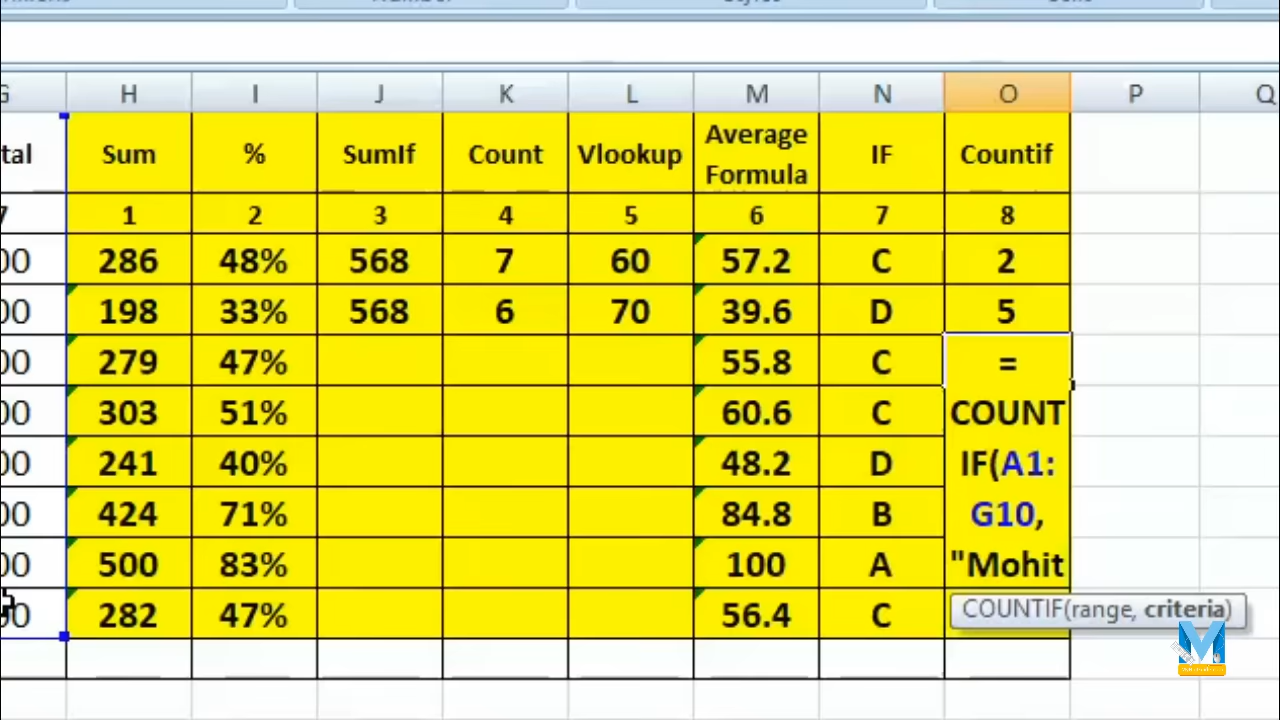 G H I J K L M N O P Q
tal Sum % SumIf Count Vlookup Average Formula IF Countif
7 1 2 3 4 5 6 7 8
00 286 48% 568 7 60 57.2 C 2
00 198 33% 568 6 70 39.6 D 5
00 279 47% 55.8 C =
00 303 51% 60.6 C COUNT
00 241 40% 48.2 D IF(A1:
00 424 71% 84.8 B G10,
00 500 83% 100 A "Mohit
00 282 47% 56.4 C
COUNTIF(range, criteria)